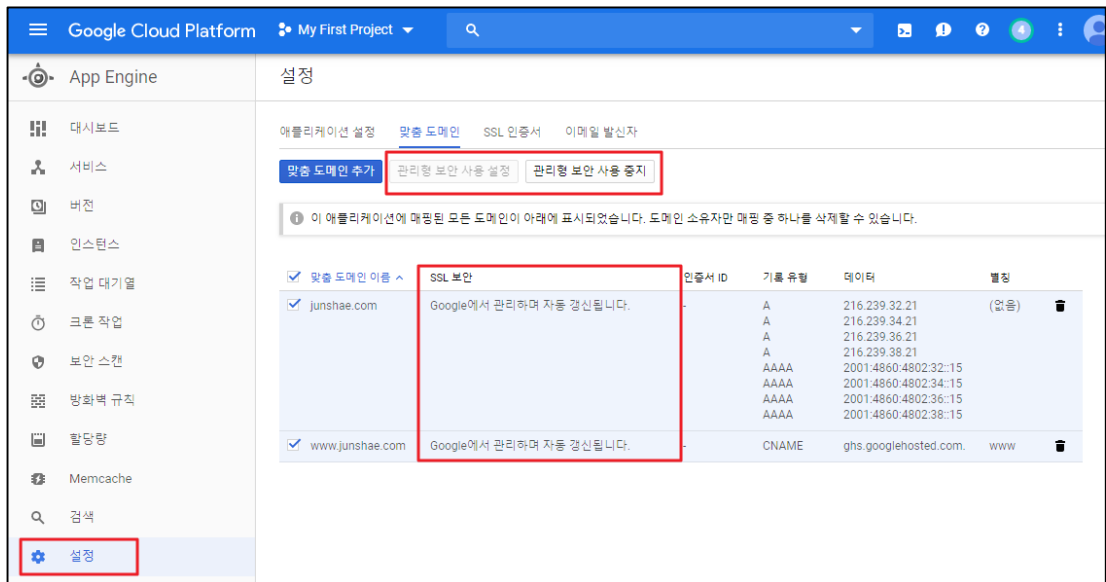 Google Cloud Platform My First Project 4
App Engine 설정
대시보드
서비스
버전
인스턴스
작업 대기열
크론 작업
보안 스캔
방화벽 규칙
할당량
Memcache
검색
설정
애플리케이션 설정 맞춤 도메인 SSL 인증서 이메일 발신자
맞춤 도메인 추가 관리형 보안 사용 설정 관리형 보안 사용 중지
이 애플리케이션에 매핑된 모든 도메인이 아래에 표시되었습니다. 도메인 소유자만 매핑 중 하나를 삭제할 수 있습니다.
맞춤 도메인 이름 SSL 보안 인증서 ID 기록 유형 데이터 별칭
junshae.com Google에서 관리하며 자동 갱신됩니다. - A 216.239.32.21 (없음)
A 216.239.34.21
A 216.239.36.21
A 216.239.38.21
AAAA 2001:4860:4802:32::15
AAAA 2001:4860:4802:34::15
AAAA 2001:4860:4802:36::15
AAAA 2001:4860:4802:38::15
www.junshae.com Google에서 관리하며 자동 갱신됩니다. - CNAME ghs.googlehosted.com. www